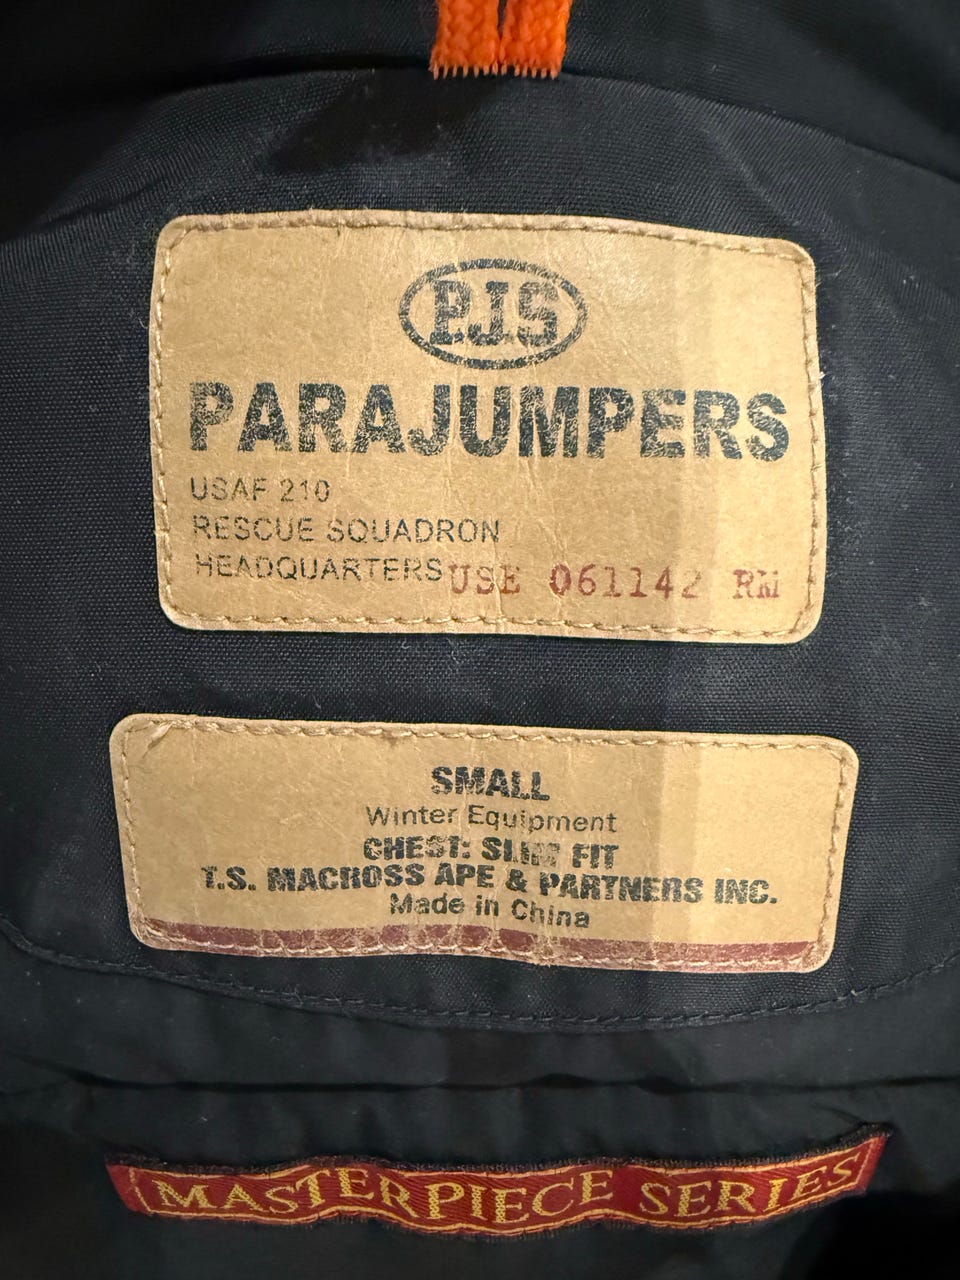 PJS
PARAJUMPERS
USAF 210
RESCUE SQUADRON
HEADQUARTERS USE 061142 RM
SMALL
Winter Equipment
CHEST: SLIM FIT
T.S. MACROSS APE & PARTNERS INC.
Made in China
MASTERPIECE SERIES